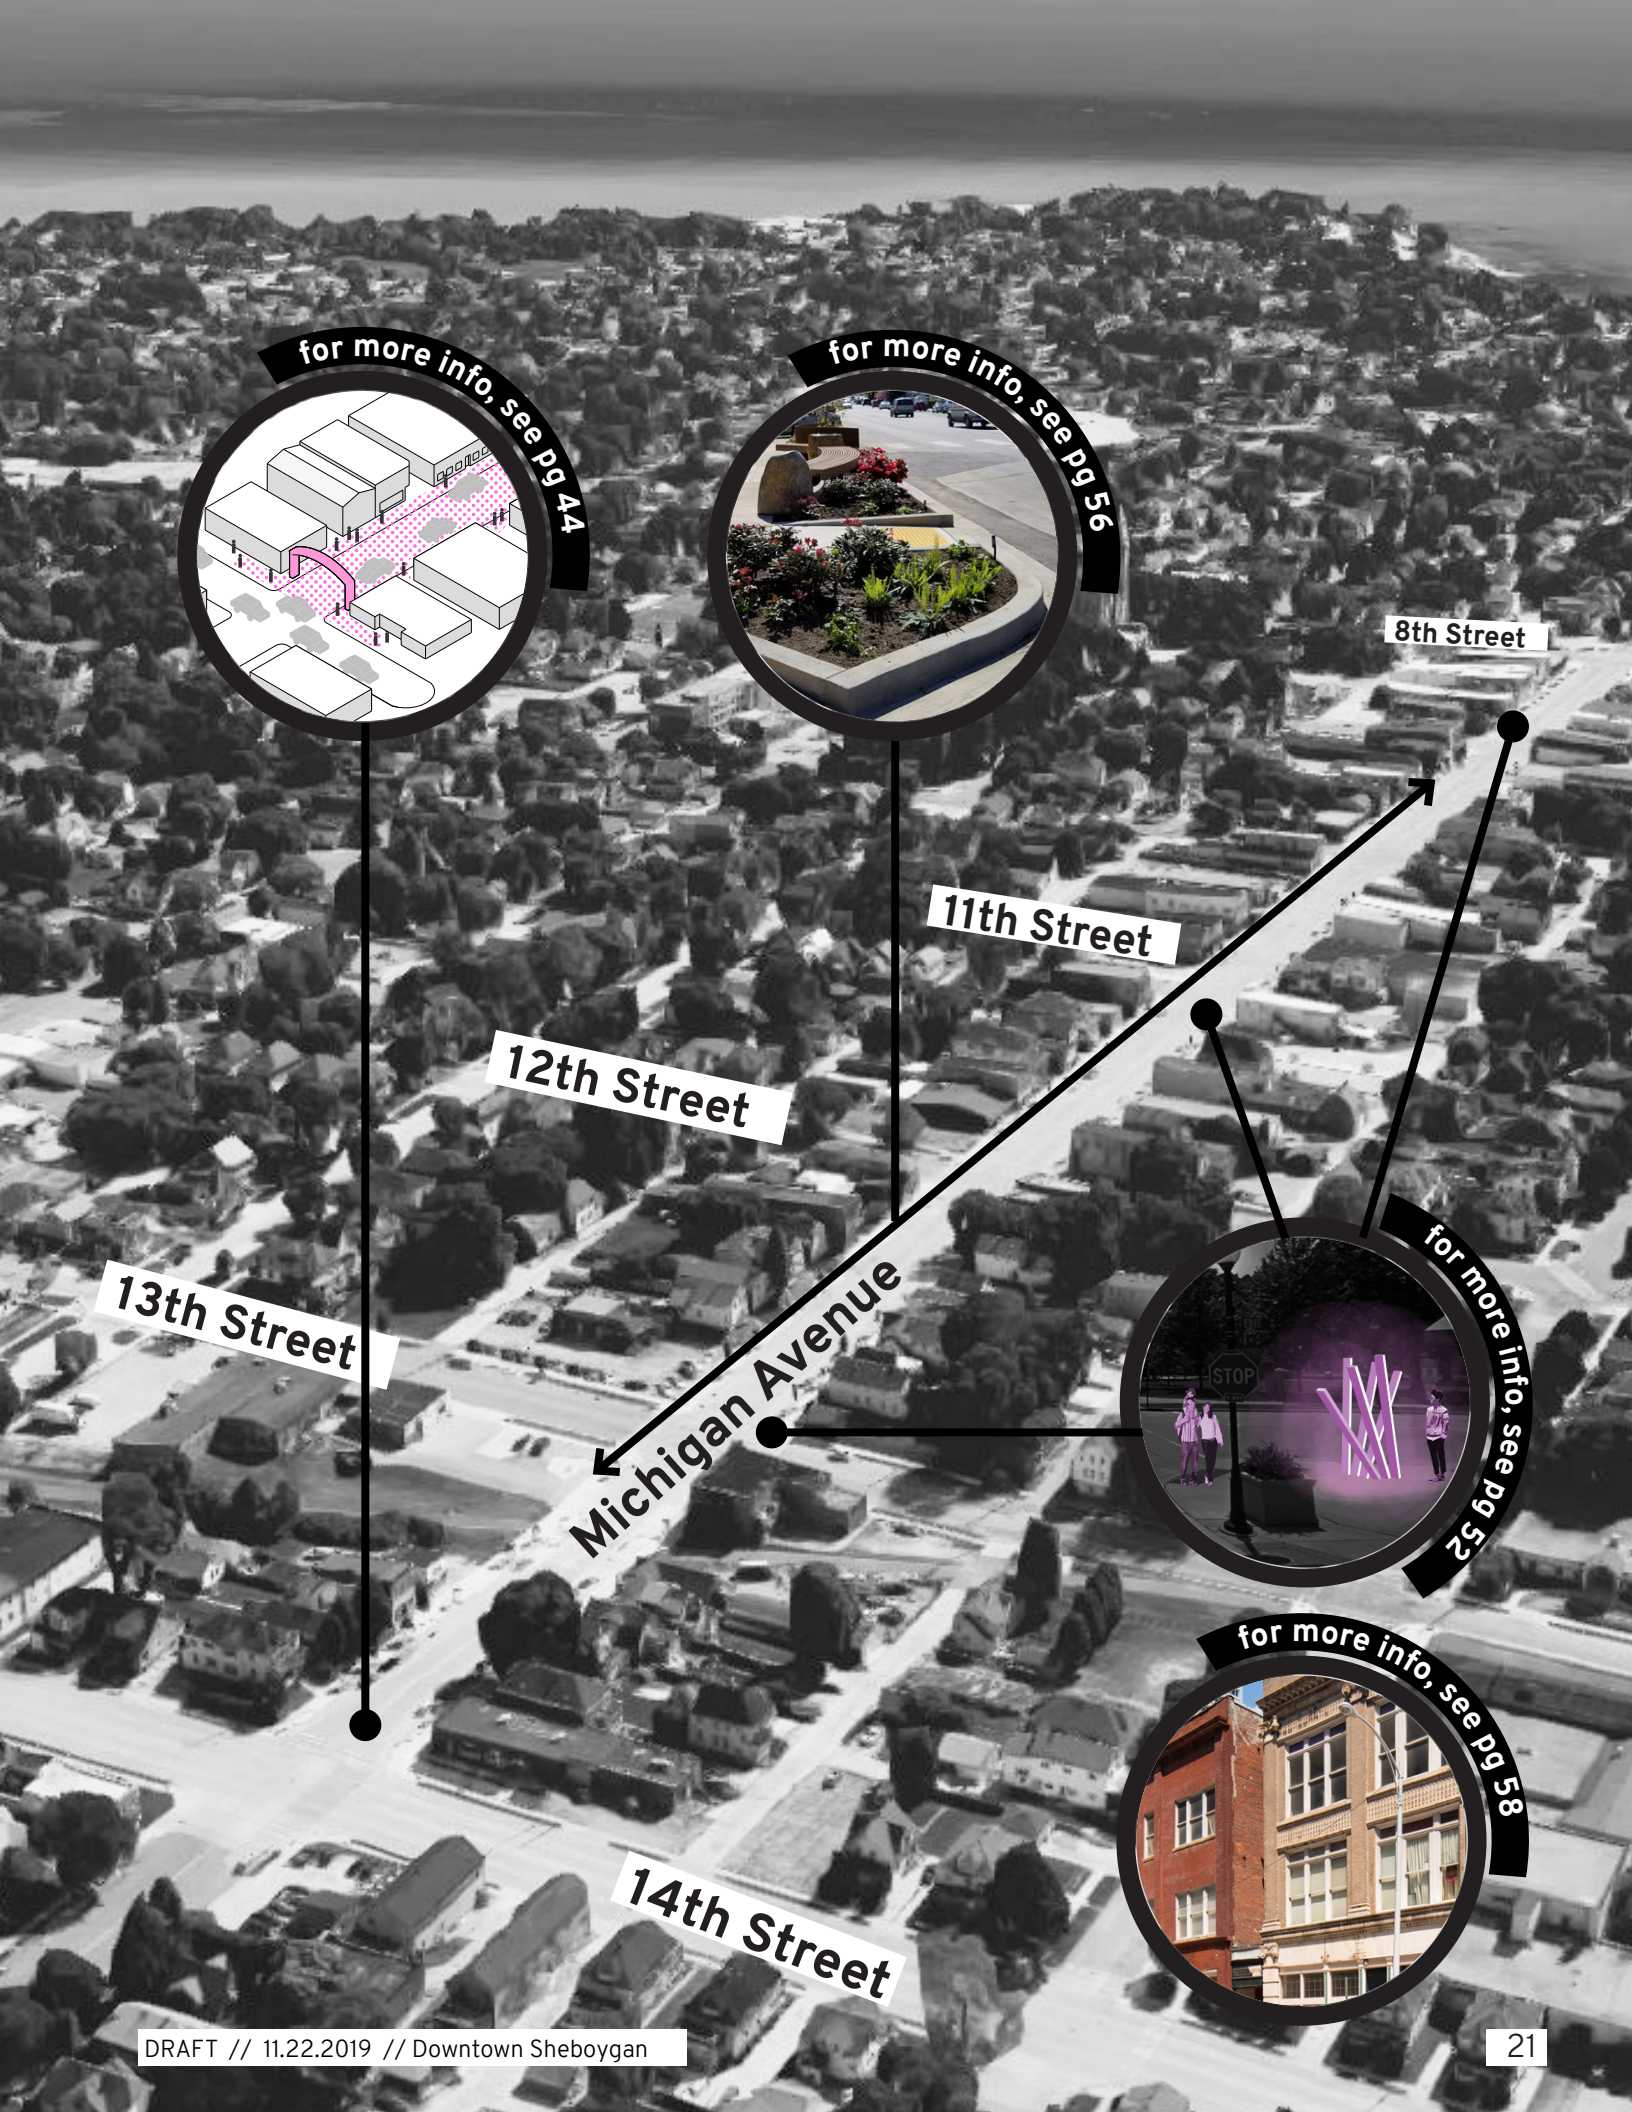 for more info, see pg 44
for more info, see pg 56
8th Street
11th Street
12th Street
13th Street
Michigan Avenue
for more info, see pg 52
STOP
for more info, see pg 58
14th Street
DRAFT // 11.22.2019 // Downtown Sheboygan
21